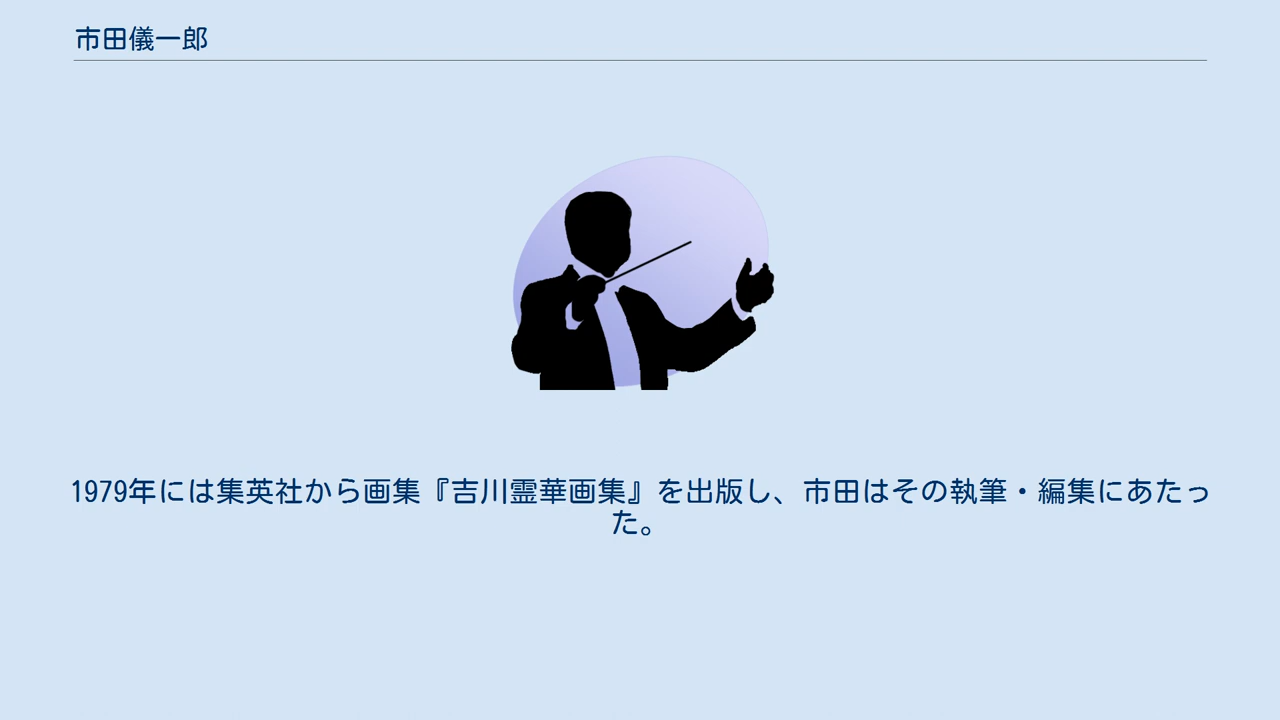 市田儀一郎
1979年には集英社から画集『吉川霊華画集』を出版し、市田はその執筆・編集にあたっ
た。